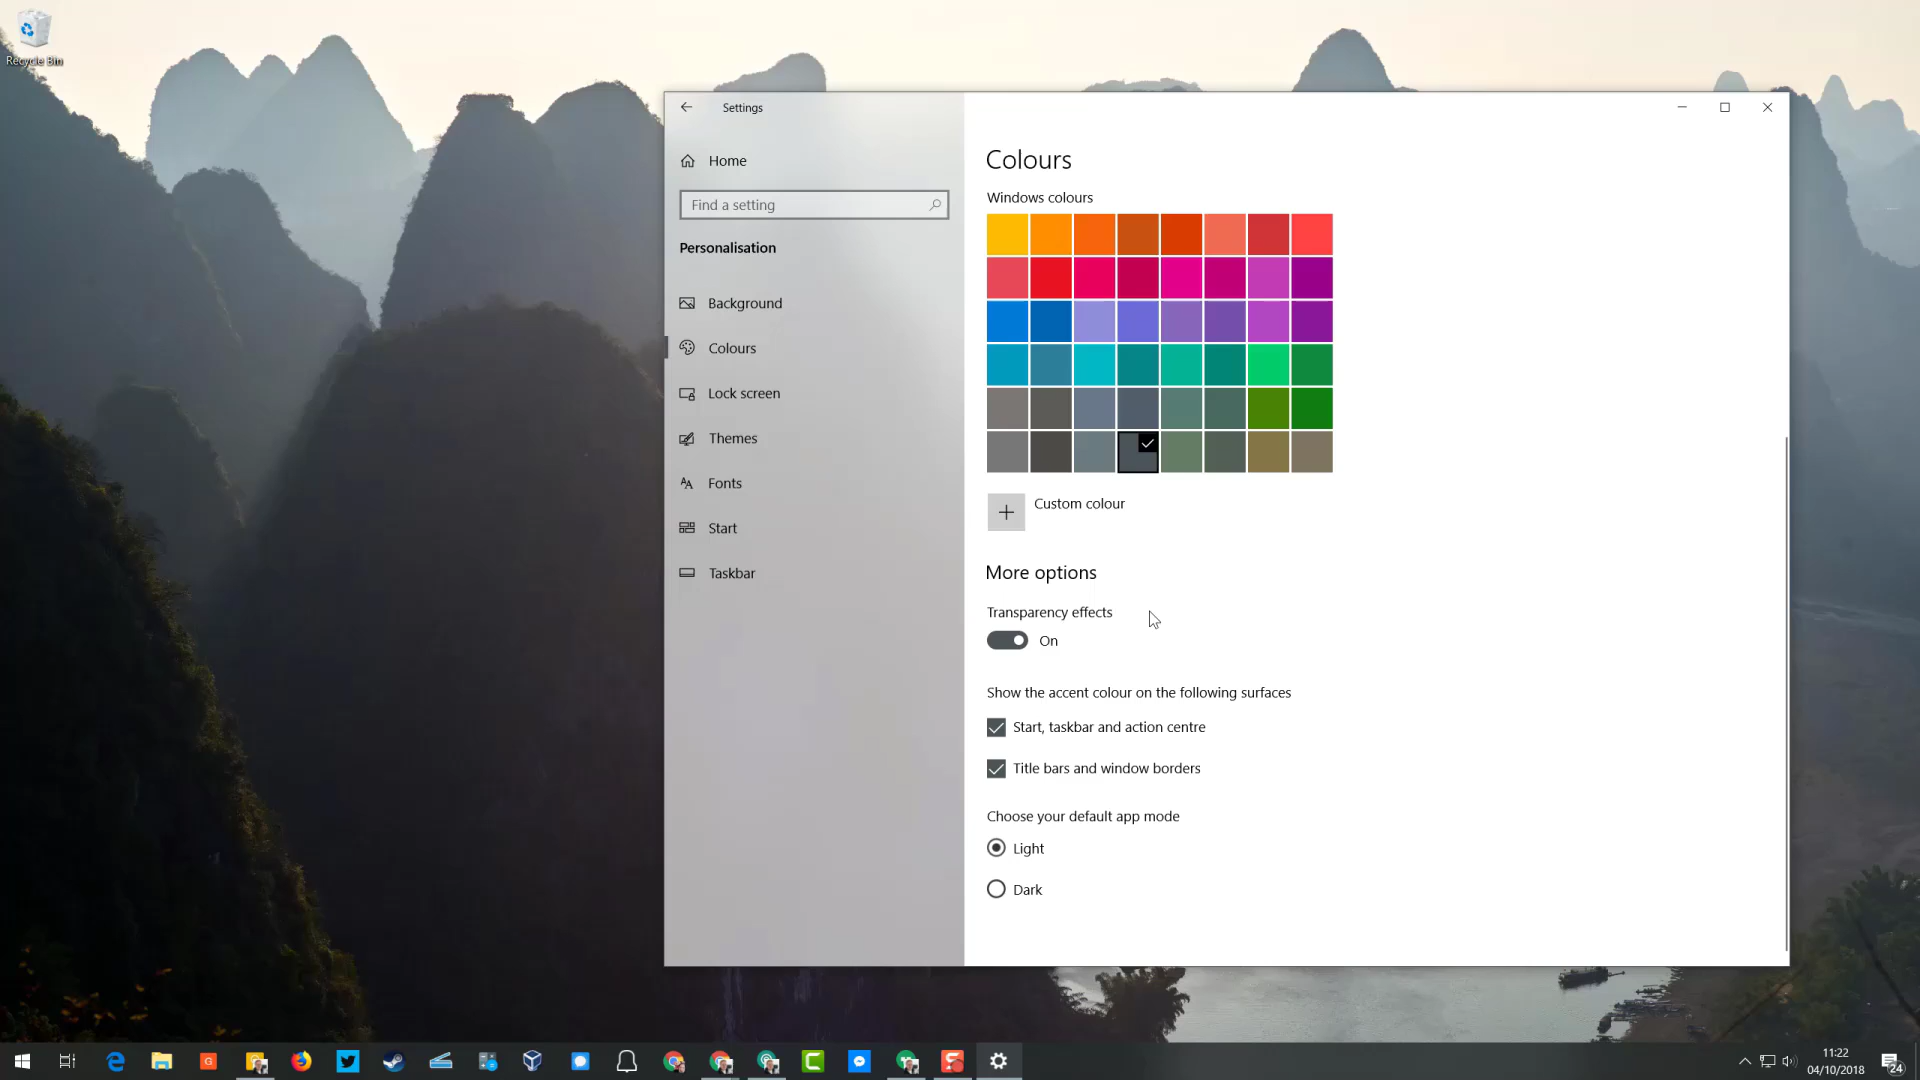 Recycle Bin
Settings
Home
Find a setting
Personalisation
Background
Colours
Lock screen
Themes
Fonts
Start
Taskbar
Colours
Windows colours
Custom colour
More options
Transparency effects
On
Show the accent colour on the following surfaces
Start, taskbar and action centre
Title bars and window borders
Choose your default app mode
Light
Dark
11:22
04/10/2018
24